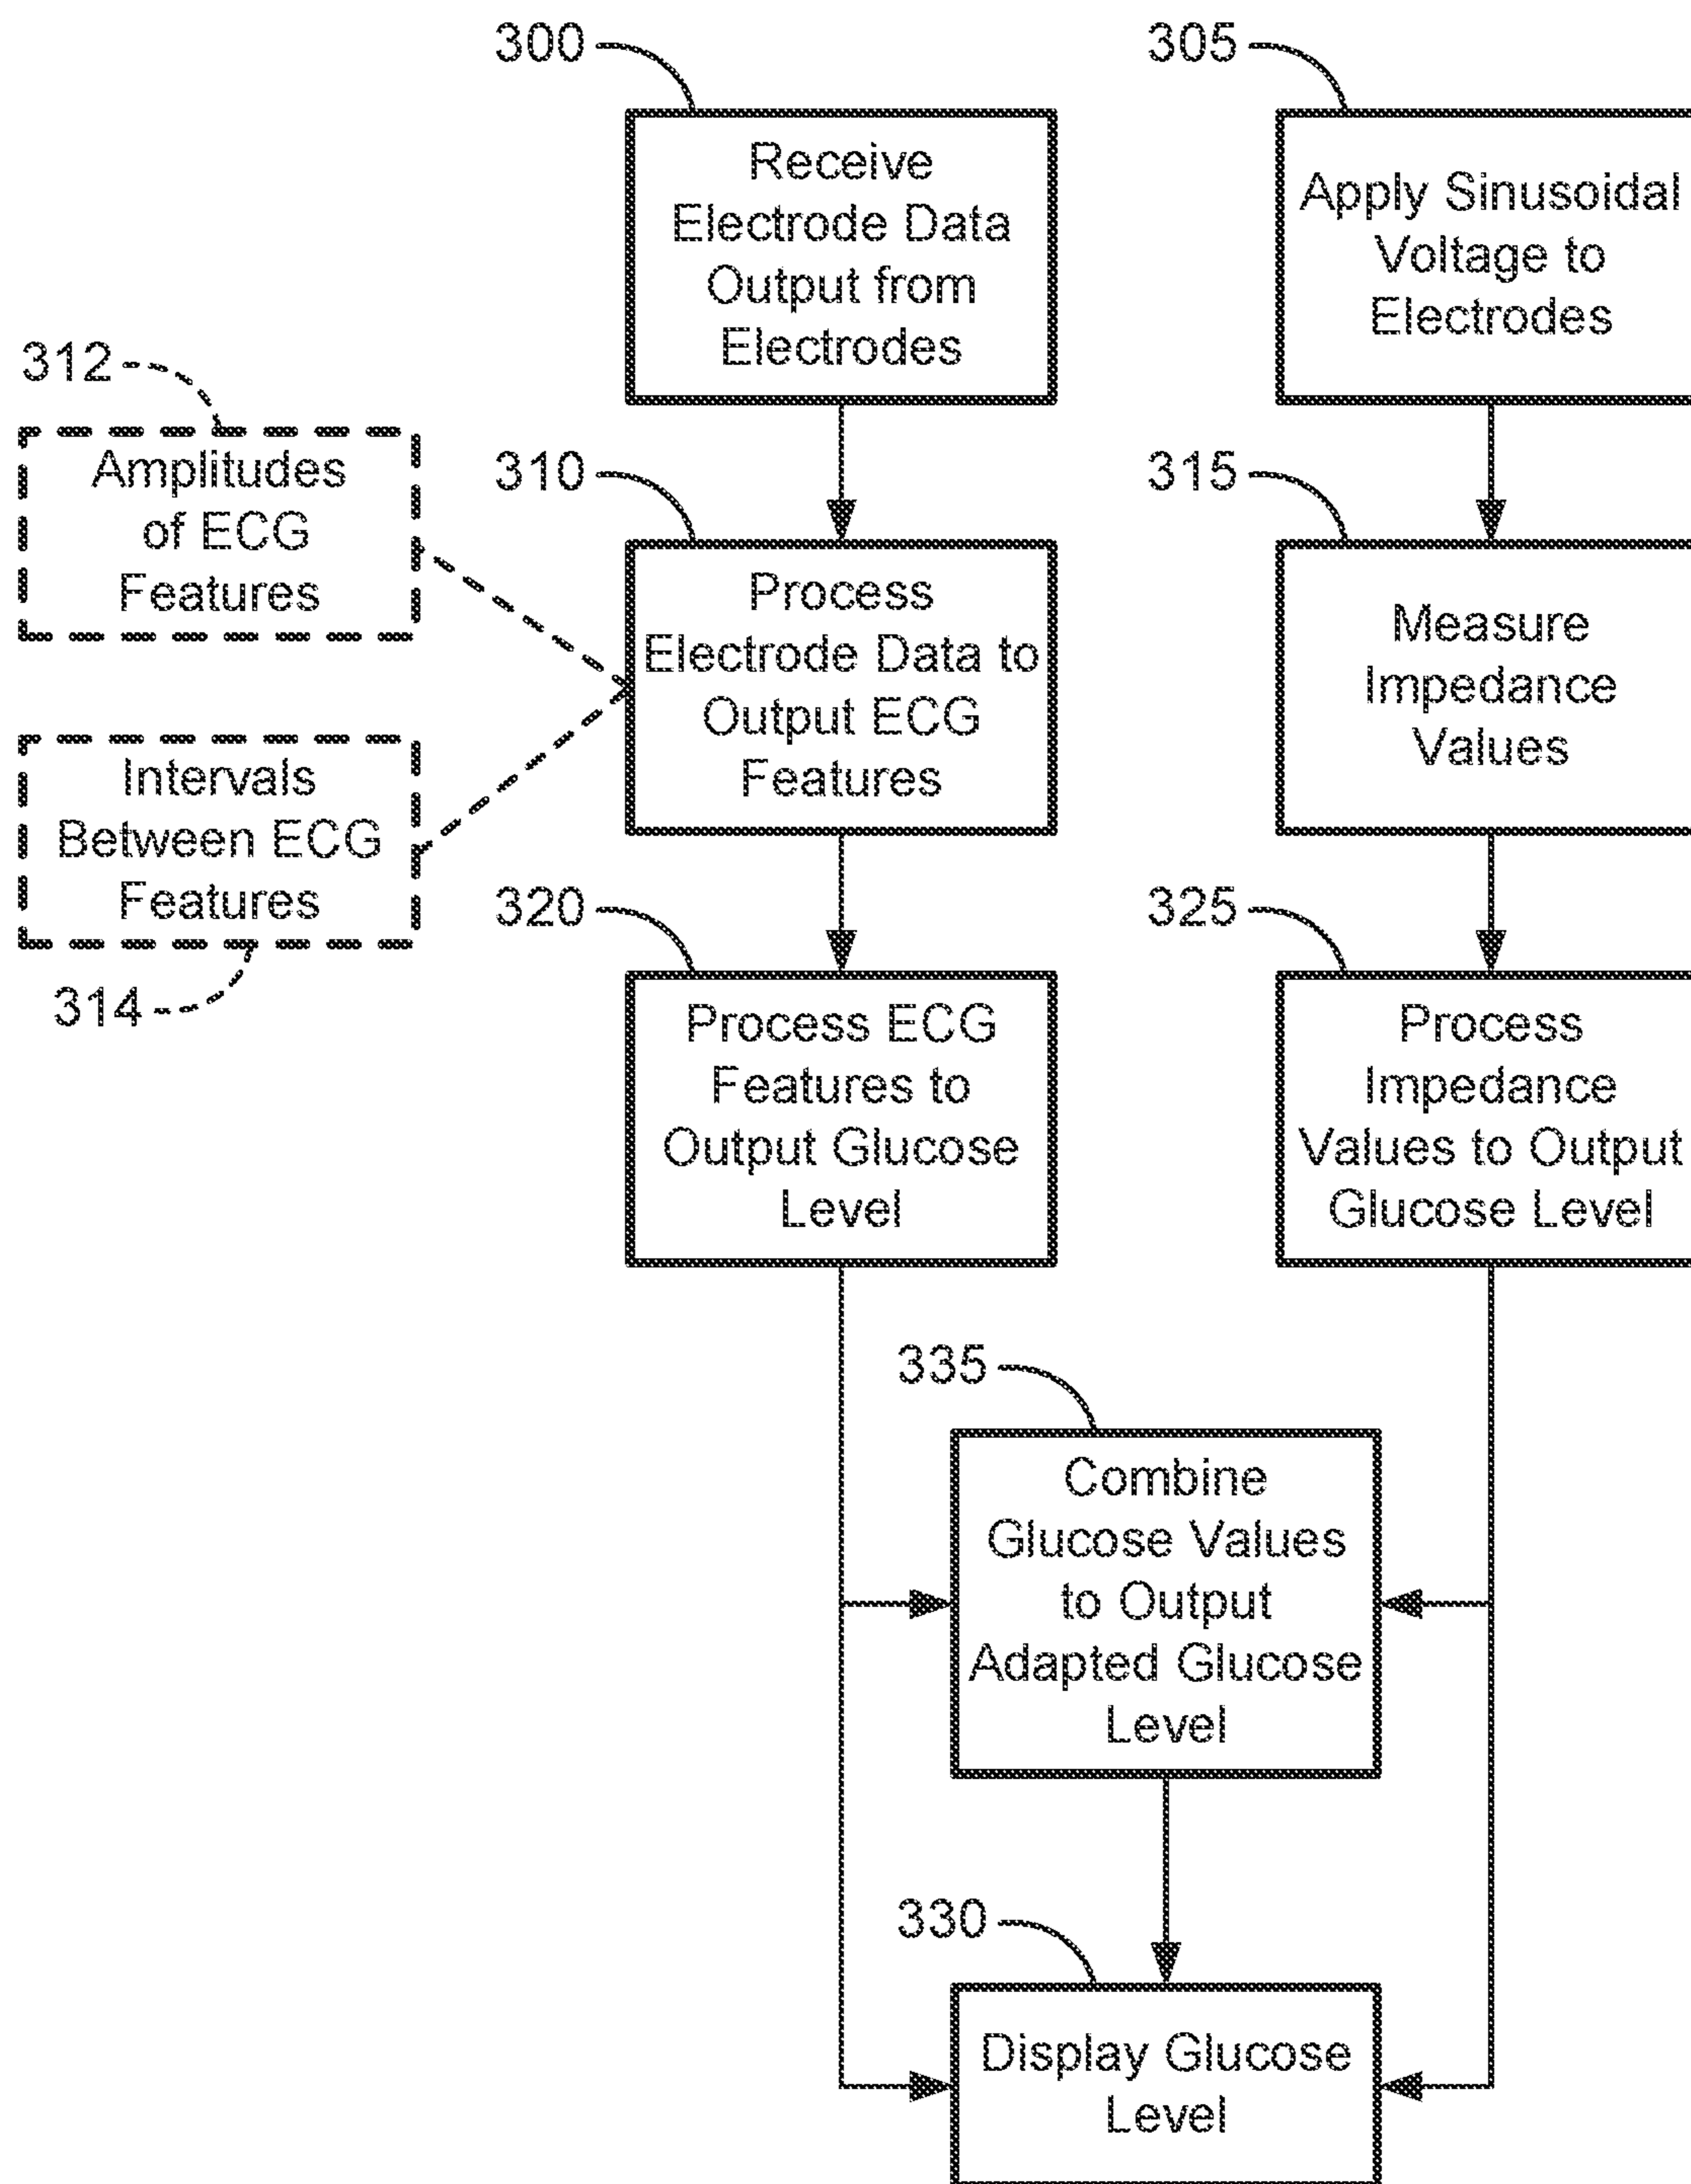 300
Receive
Electrode Data
Output from
Electrodes
305
Apply Sinusoidal
Voltage to
Electrodes
312
Amplitudes
of ECG
Features
310
Process
Electrode Data to
Output ECG
Features
315
Measure
Impedance
Values
Intervals
Between ECG
Features
314
320
Process ECG
Features to
Output Glucose
Level
325
Process
Impedance
Values to Output
Glucose Level
335
Combine
Glucose Values
to Output
Adapted Glucose
Level
330
Display Glucose
Level